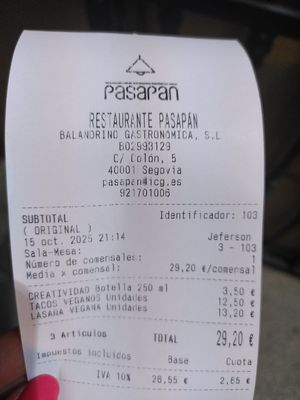 pasapan
RESTAURANTE PASAPÁN
BALANDRINO GASTRONÓMICA, S.L
B02993129
C/ Colón, 5
40001 Segovia
pasapan@icg.es
921701006
SUBTOTAL Identificador: 103
( ORIGINAL )
15 oct. 2025 21:14 Jeferson
Sala-Mesa: 3 - 103
Número de comensales: 1
Media x comensal: 29,20 €/comensal
CREATIVIDAD Botella 250 ml 3,50 €
TACOS VEGANOS Unidades 12,50 €
LASAÑA VEGANA Unidades 13,20 €
3 Artículos TOTAL 29,20 €
Impuestos incluidos Base Cuota
IVA 10% 26,55 € 2,65 €